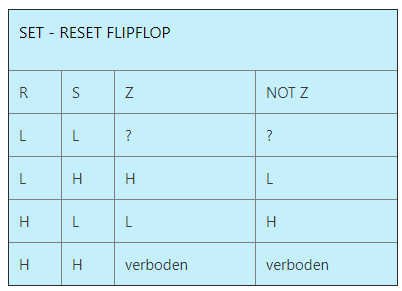 SET - RESET FLIPFLOP
R S Z NOT Z
L L ? ?
L H H L
H L L H
H H verboden verboden